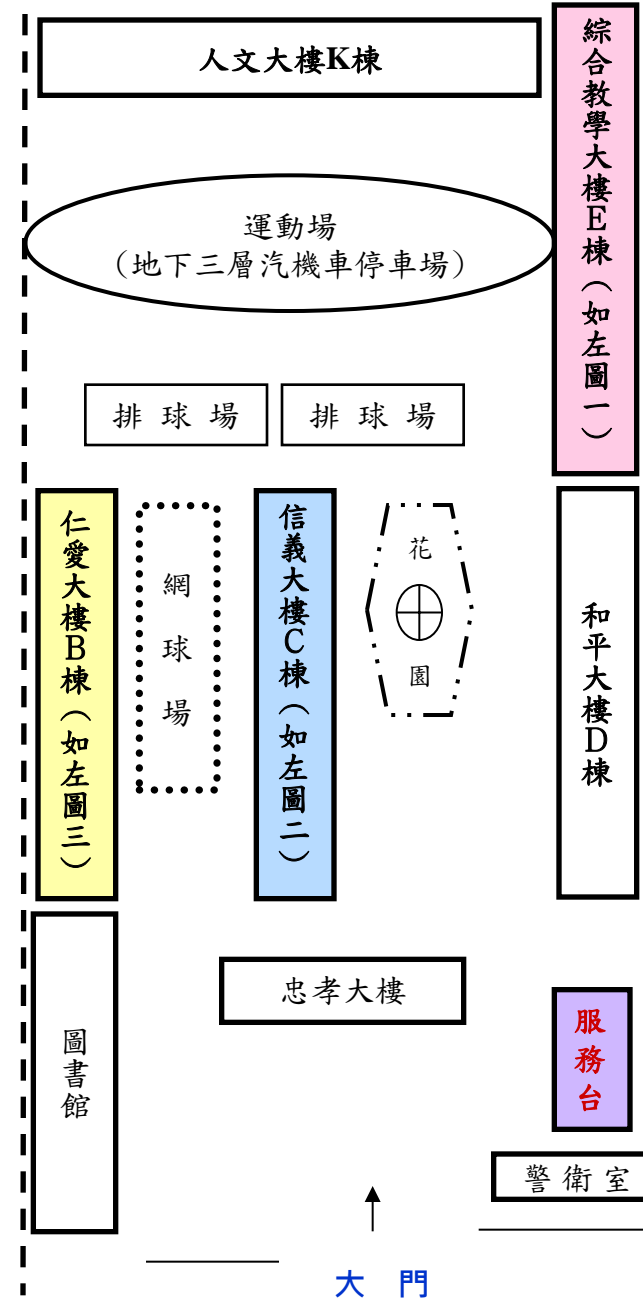 人文大樓K棟
綜合教學大樓E棟（如左圖一）
運動場
（地下三層汽機車停車場）
排球場
排球場
仁愛大樓B棟（如左圖三）
網球場
信義大樓C棟（如左圖二）
花園
和平大樓D棟
圖書館
忠孝大樓
服務台
警衛室
大門